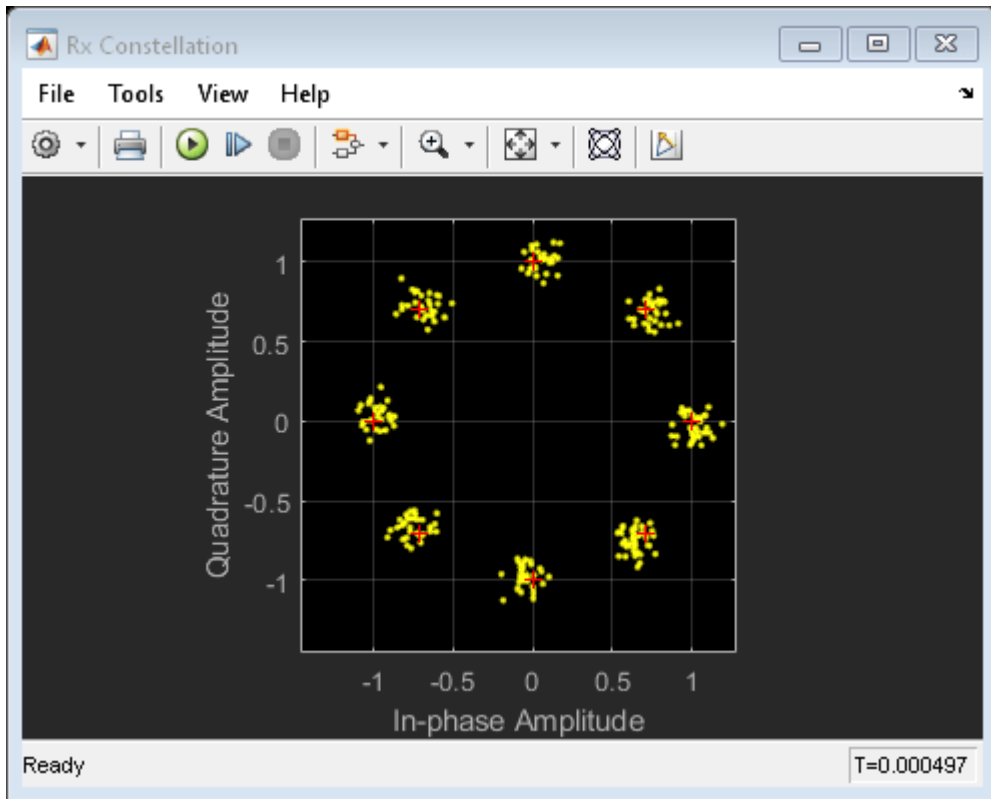 Rx Constellation
File Tools View Help
1
0.5
0
-0.5
-1
Quadrature Amplitude
-1 -0.5 0 0.5 1
In-phase Amplitude
Ready T=0.000497